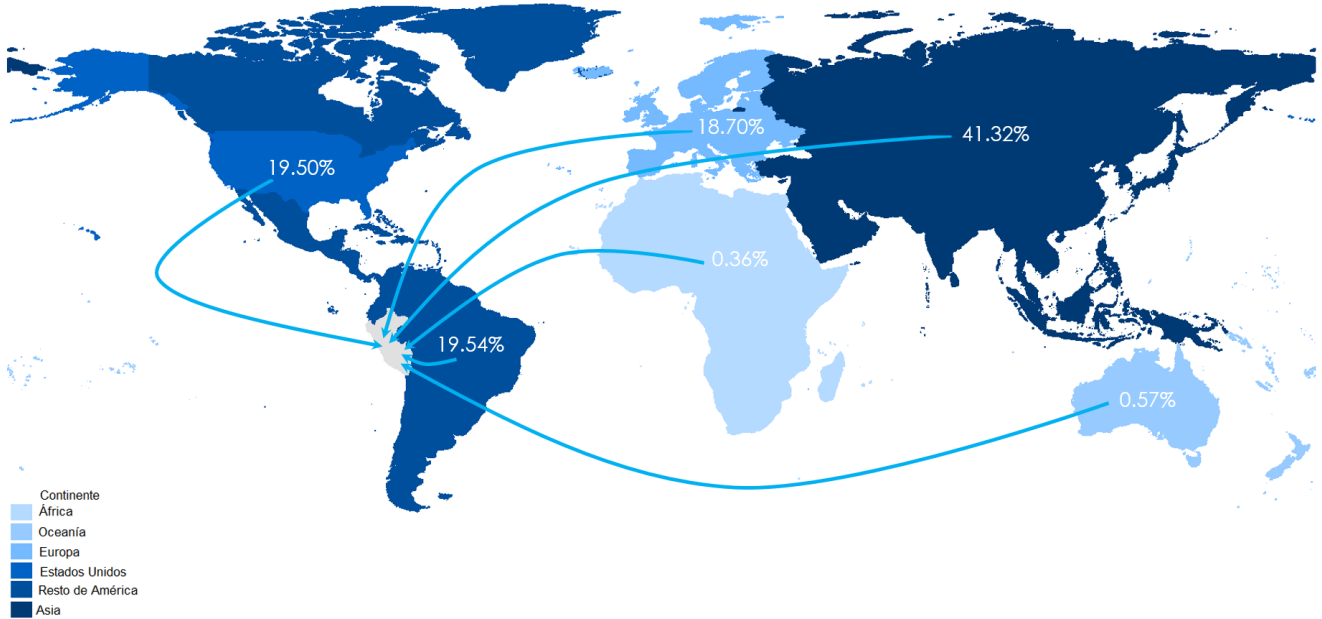 18.70%
41.32%
19.50%
0.36%
19.54%
0.57%
Continente
África
Oceanía
Europa
Estados Unidos
Resto de América
Asia